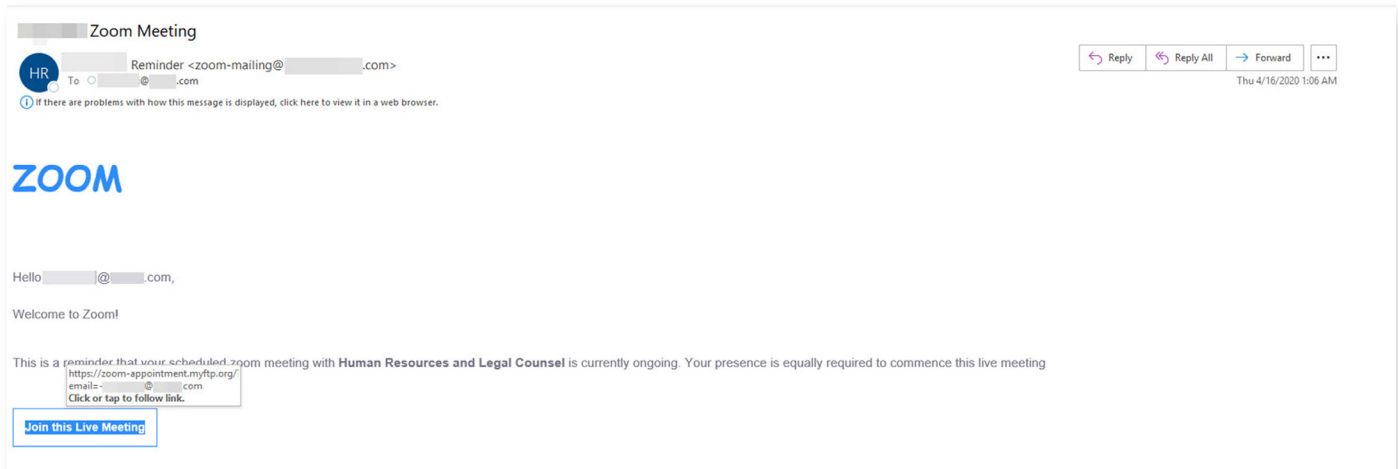 Zoom Meeting
HR
Reminder <zoom-mailing@ .com>
Reply
Reply All
Forward
...
To @ .com
Thu 4/16/2020 1:06 AM
i If there are problems with how this message is displayed, click here to view it in a web browser.
ZOOM
Hello @ .com,
Welcome to Zoom!
This is a reminder that your scheduled zoom meeting with Human Resources and Legal Counsel is currently ongoing. Your presence is equally required to commence this live meeting
https://zoom-appointment.myftp.org/
email=- @ com
Click or tap to follow link.
Join this Live Meeting